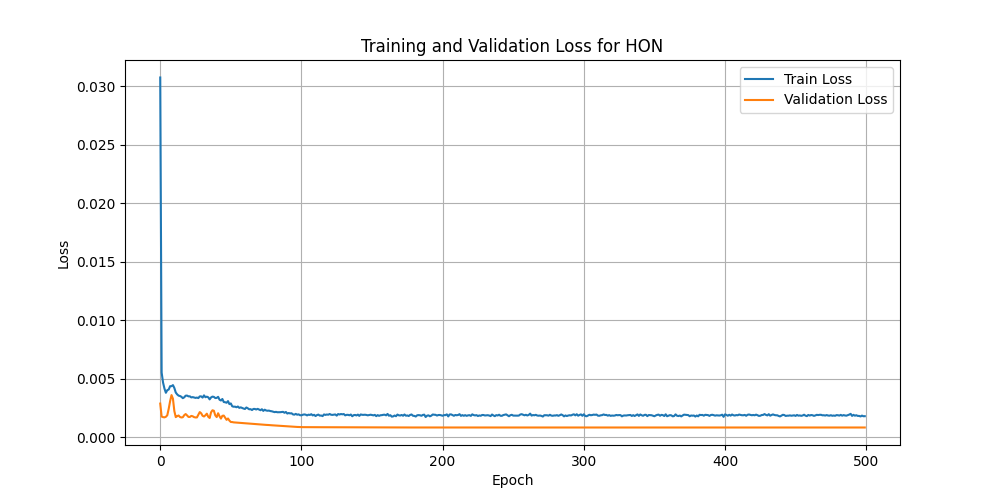 Training and Validation Loss for HON
Train Loss
Validation Loss
0.030
0.025
0.020
0.015
0.010
0.005
0.000
Loss
0 100 200 300 400 500
Epoch